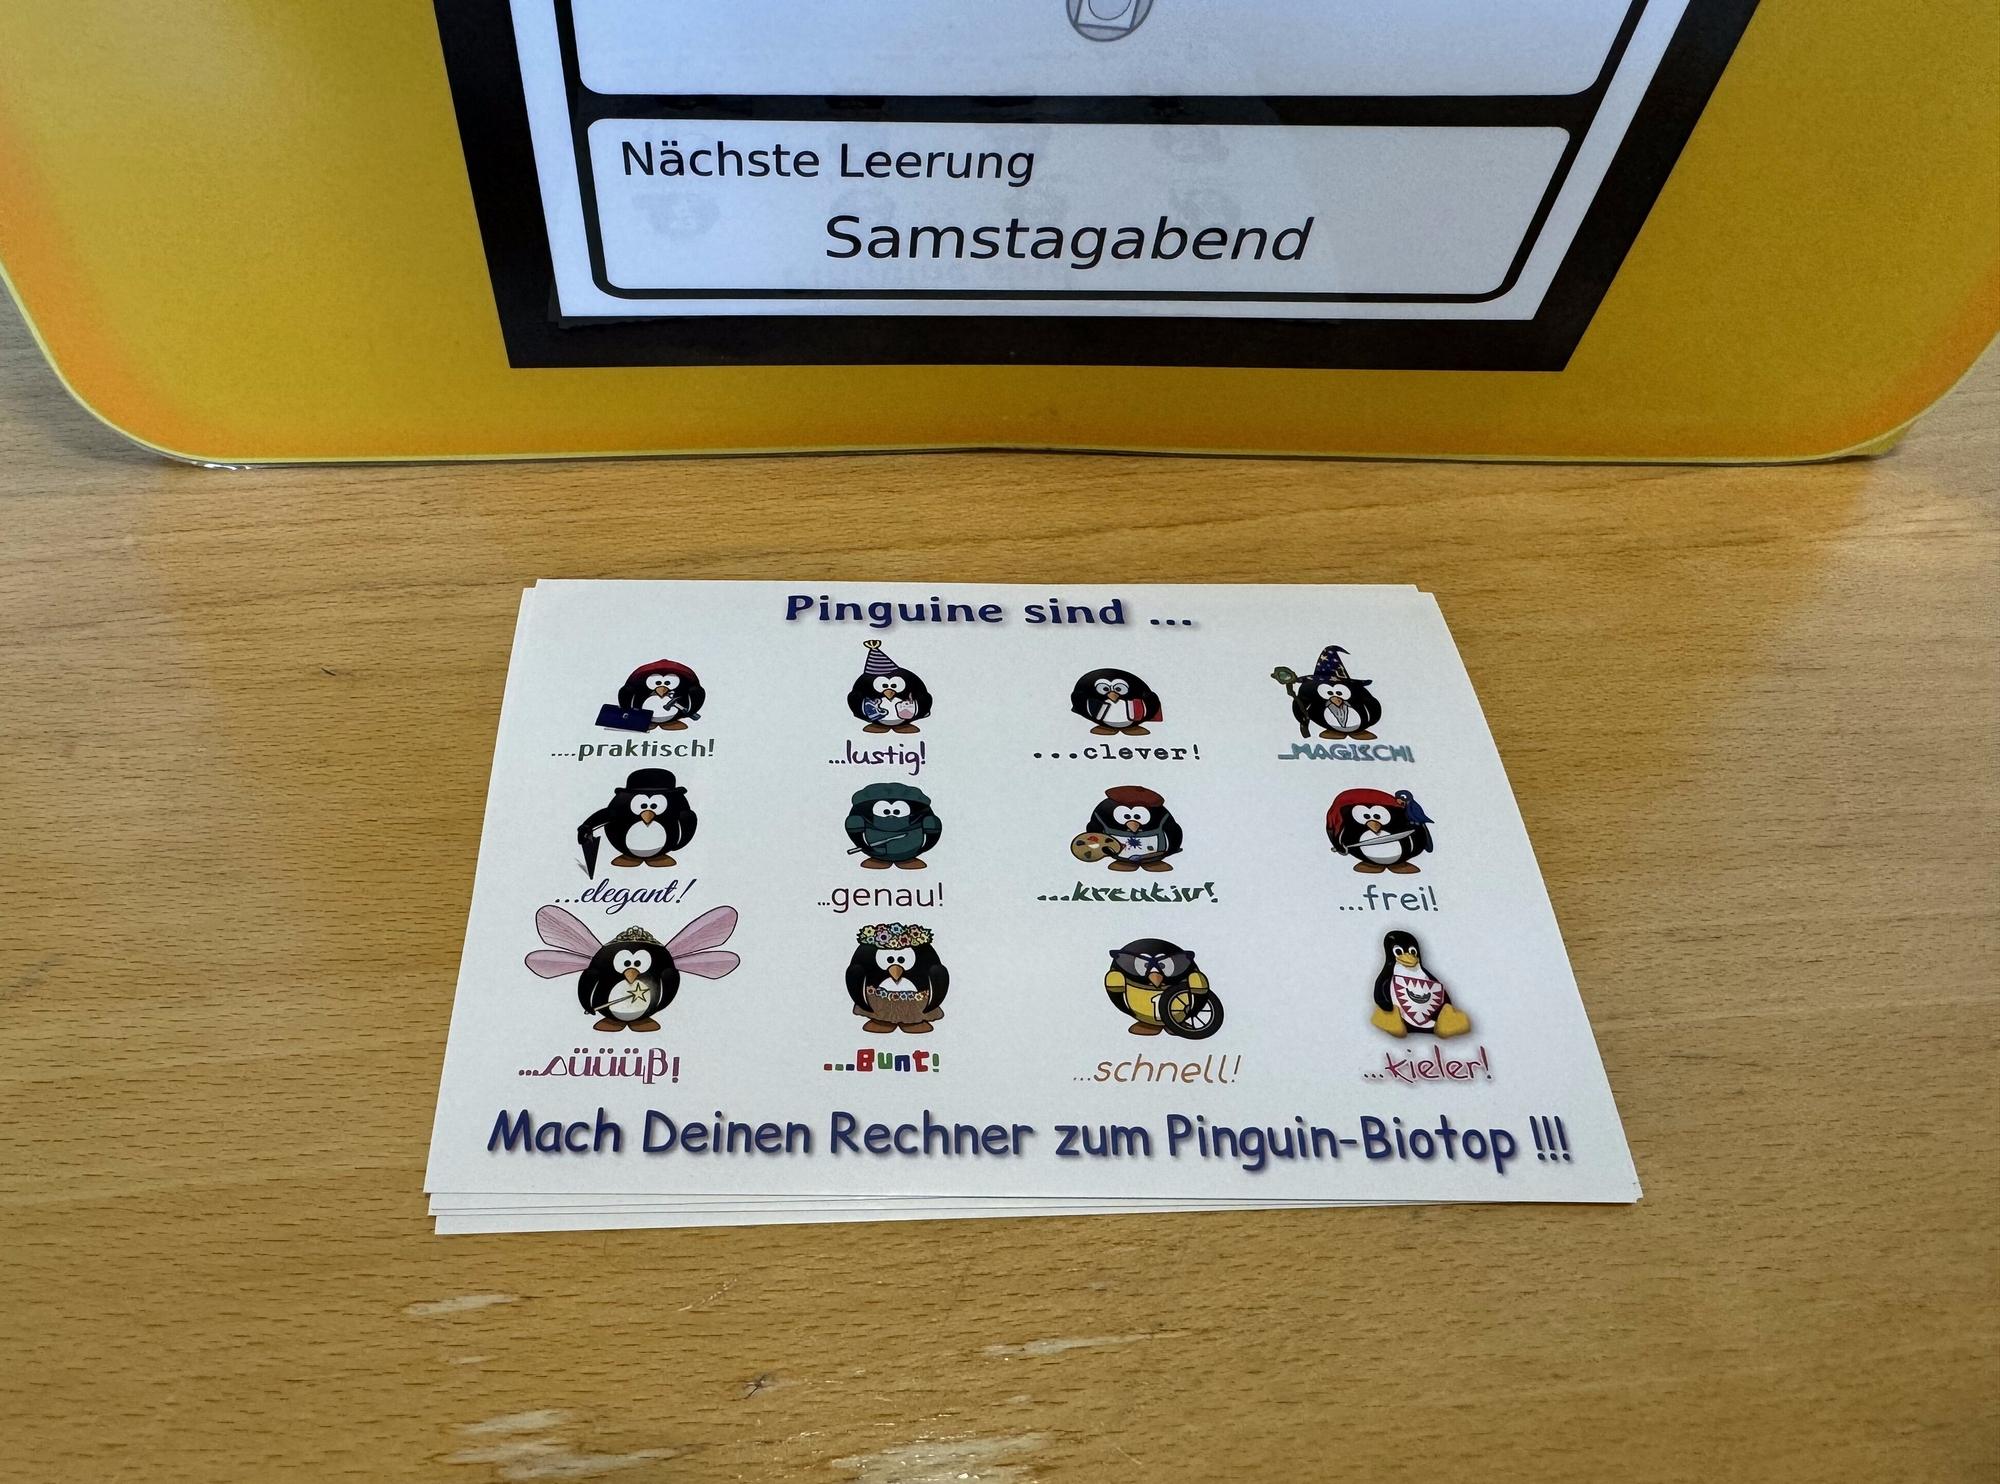 Nächste Leerung
Samstagabend
Pinguine sind ...
....praktisch!
...lustig!
...clever!
...MAGISCH!
...elegant!
...genau!
...kreativ!
...frei!
...süüüß!
...Bunt!
...schnell!
...kieler!
Mach Deinen Rechner zum Pinguin-Biotop !!!